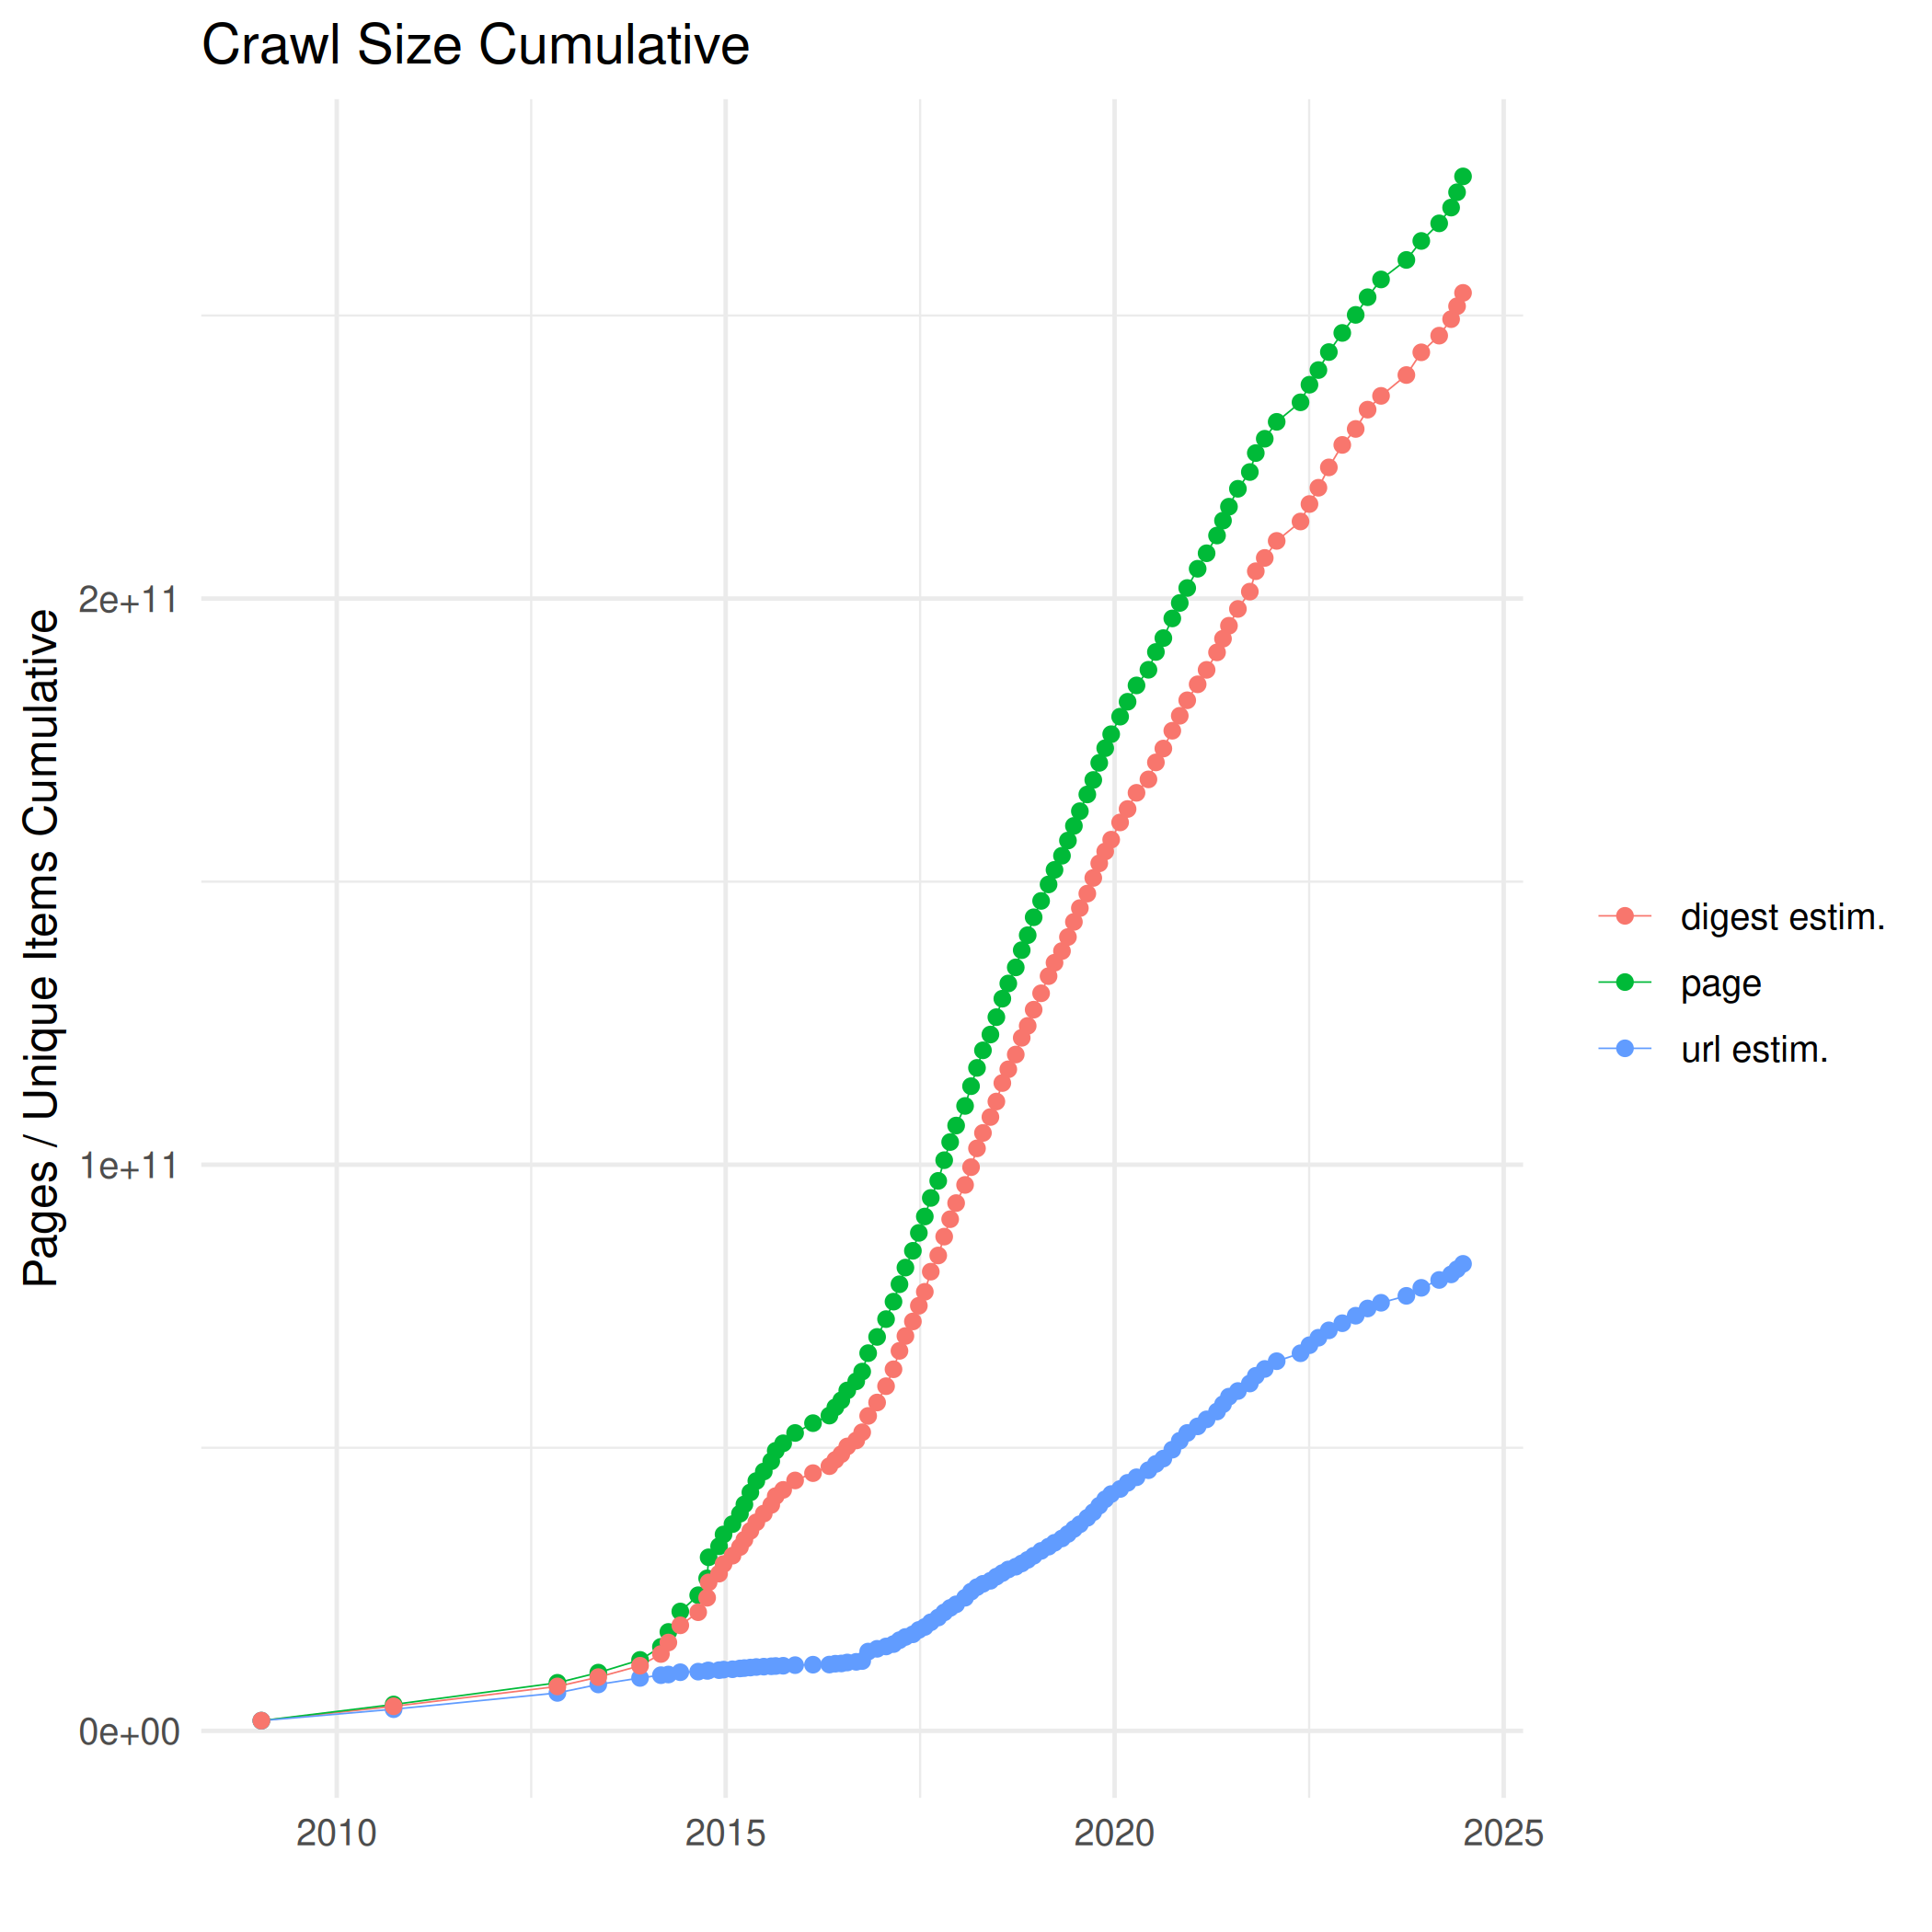 Crawl Size Cumulative
Pages / Unique Items Cumulative
2e+11
1e+11
0e+00
2010
2015
2020
2025
digest estim.
page
url estim.